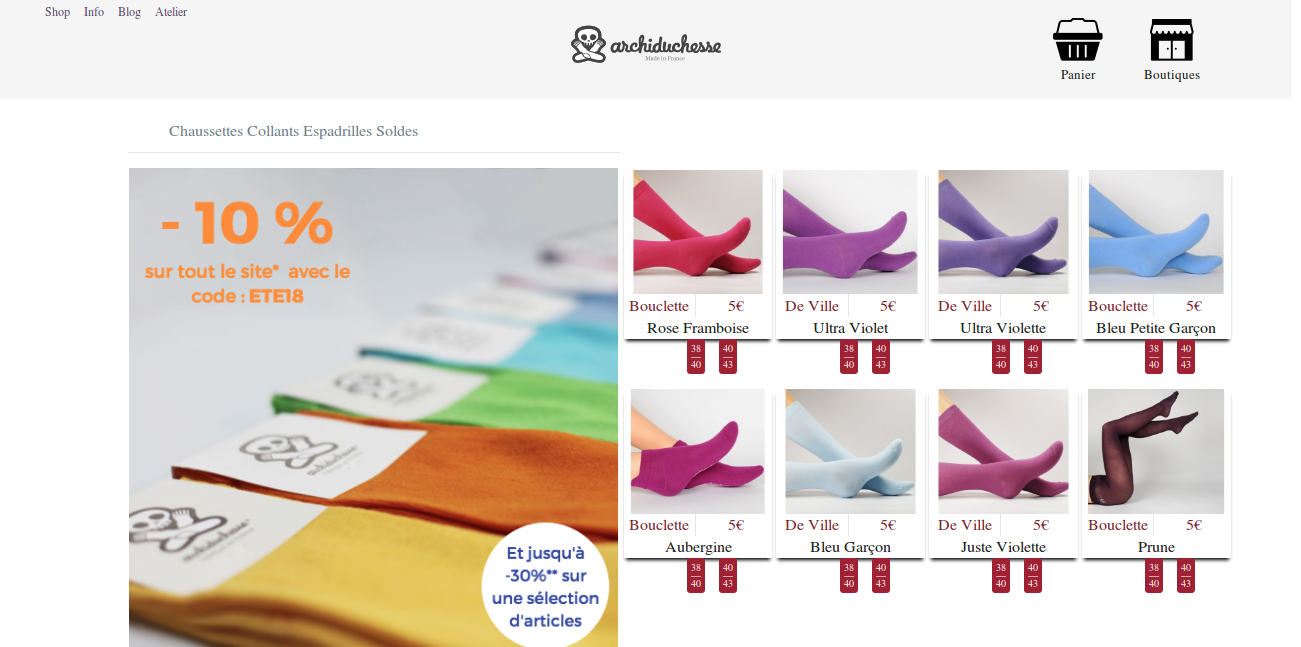 Shop Info Blog Atelier
archiduchesse
Made in France
Panier
Boutiques
Chaussettes Collants Espadrilles Soldes
- 10 %
sur tout le site* avec le
code : ETE18
archiduchesse
archiduchesse
Et jusqu'à
-30%** sur
une sélection
d'articles
Bouclette 5€
Rose Framboise
38 40
40 43
De Ville 5€
Ultra Violet
38 40
40 43
De Ville 5€
Ultra Violette
38 40
40 43
Bouclette 5€
Bleu Petite Garçon
38 40
40 43
Bouclette 5€
Aubergine
38 40
40 43
De Ville 5€
Bleu Garçon
38 40
40 43
De Ville 5€
Juste Violette
38 40
40 43
Bouclette 5€
Prune
38 40
40 43